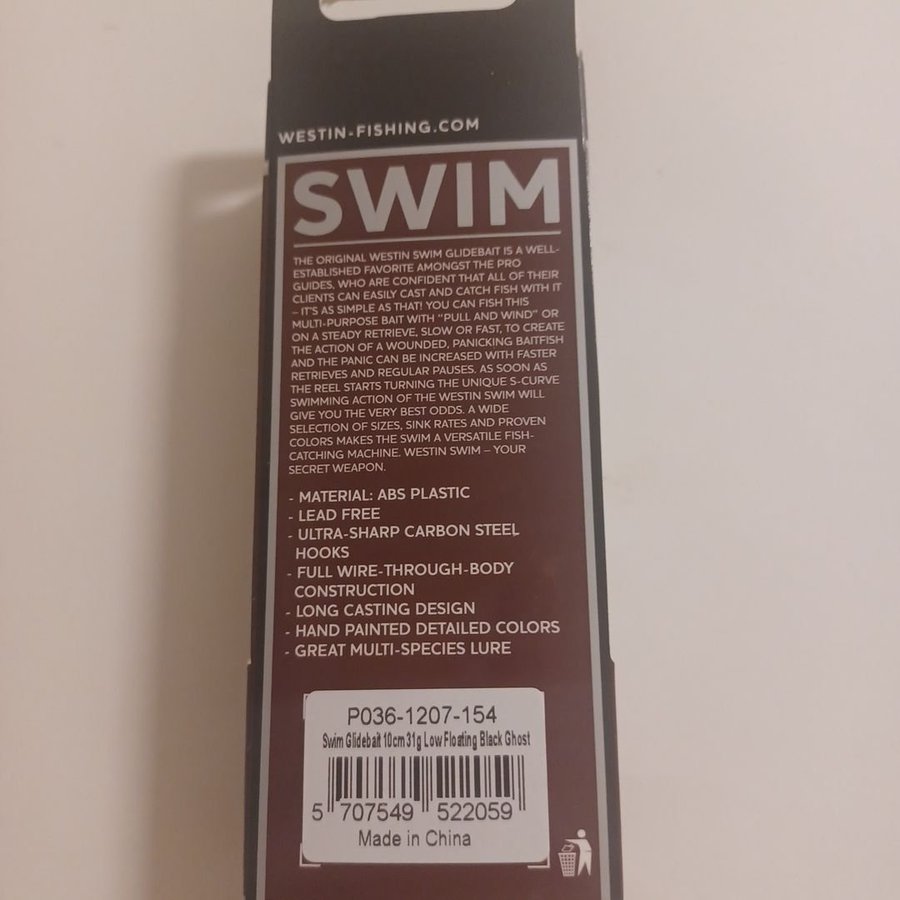 WESTIN-FISHING.COM
SWIM
THE ORIGINAL WESTIN SWIM GLIDEBAIT IS A WELL-
ESTABLISHED FAVORITE AMONGST THE PRO
GUIDES, WHO ARE CONFIDENT THAT ALL OF THEIR
CLIENTS CAN EASILY CAST AND CATCH FISH WITH IT
– IT'S AS SIMPLE AS THAT! YOU CAN FISH THIS
MULTI-PURPOSE BAIT WITH “PULL AND WIND” OR
ON A STEADY RETRIEVE, SLOW OR FAST, TO CREATE
THE ACTION OF A WOUNDED, PANICKING BAITFISH
AND THE PANIC CAN BE INCREASED WITH FASTER
RETRIEVES AND REGULAR PAUSES. AS SOON AS
THE REEL STARTS TURNING THE UNIQUE S-CURVE
SWIMMING ACTION OF THE WESTIN SWIM WILL
GIVE YOU THE VERY BEST ODDS. A WIDE
SELECTION OF SIZES, SINK RATES AND PROVEN
COLORS MAKES THE SWIM A VERSATILE FISH-
CATCHING MACHINE. WESTIN SWIM – YOUR
SECRET WEAPON.
- MATERIAL: ABS PLASTIC
- LEAD FREE
- ULTRA-SHARP CARBON STEEL
HOOKS
- FULL WIRE-THROUGH-BODY
CONSTRUCTION
- LONG CASTING DESIGN
- HAND PAINTED DETAILED COLORS
- GREAT MULTI-SPECIES LURE
P036-1207-154
Swim Glidebait 10cm 31g Low Floating Black Ghost
5 707549 522059
Made in China